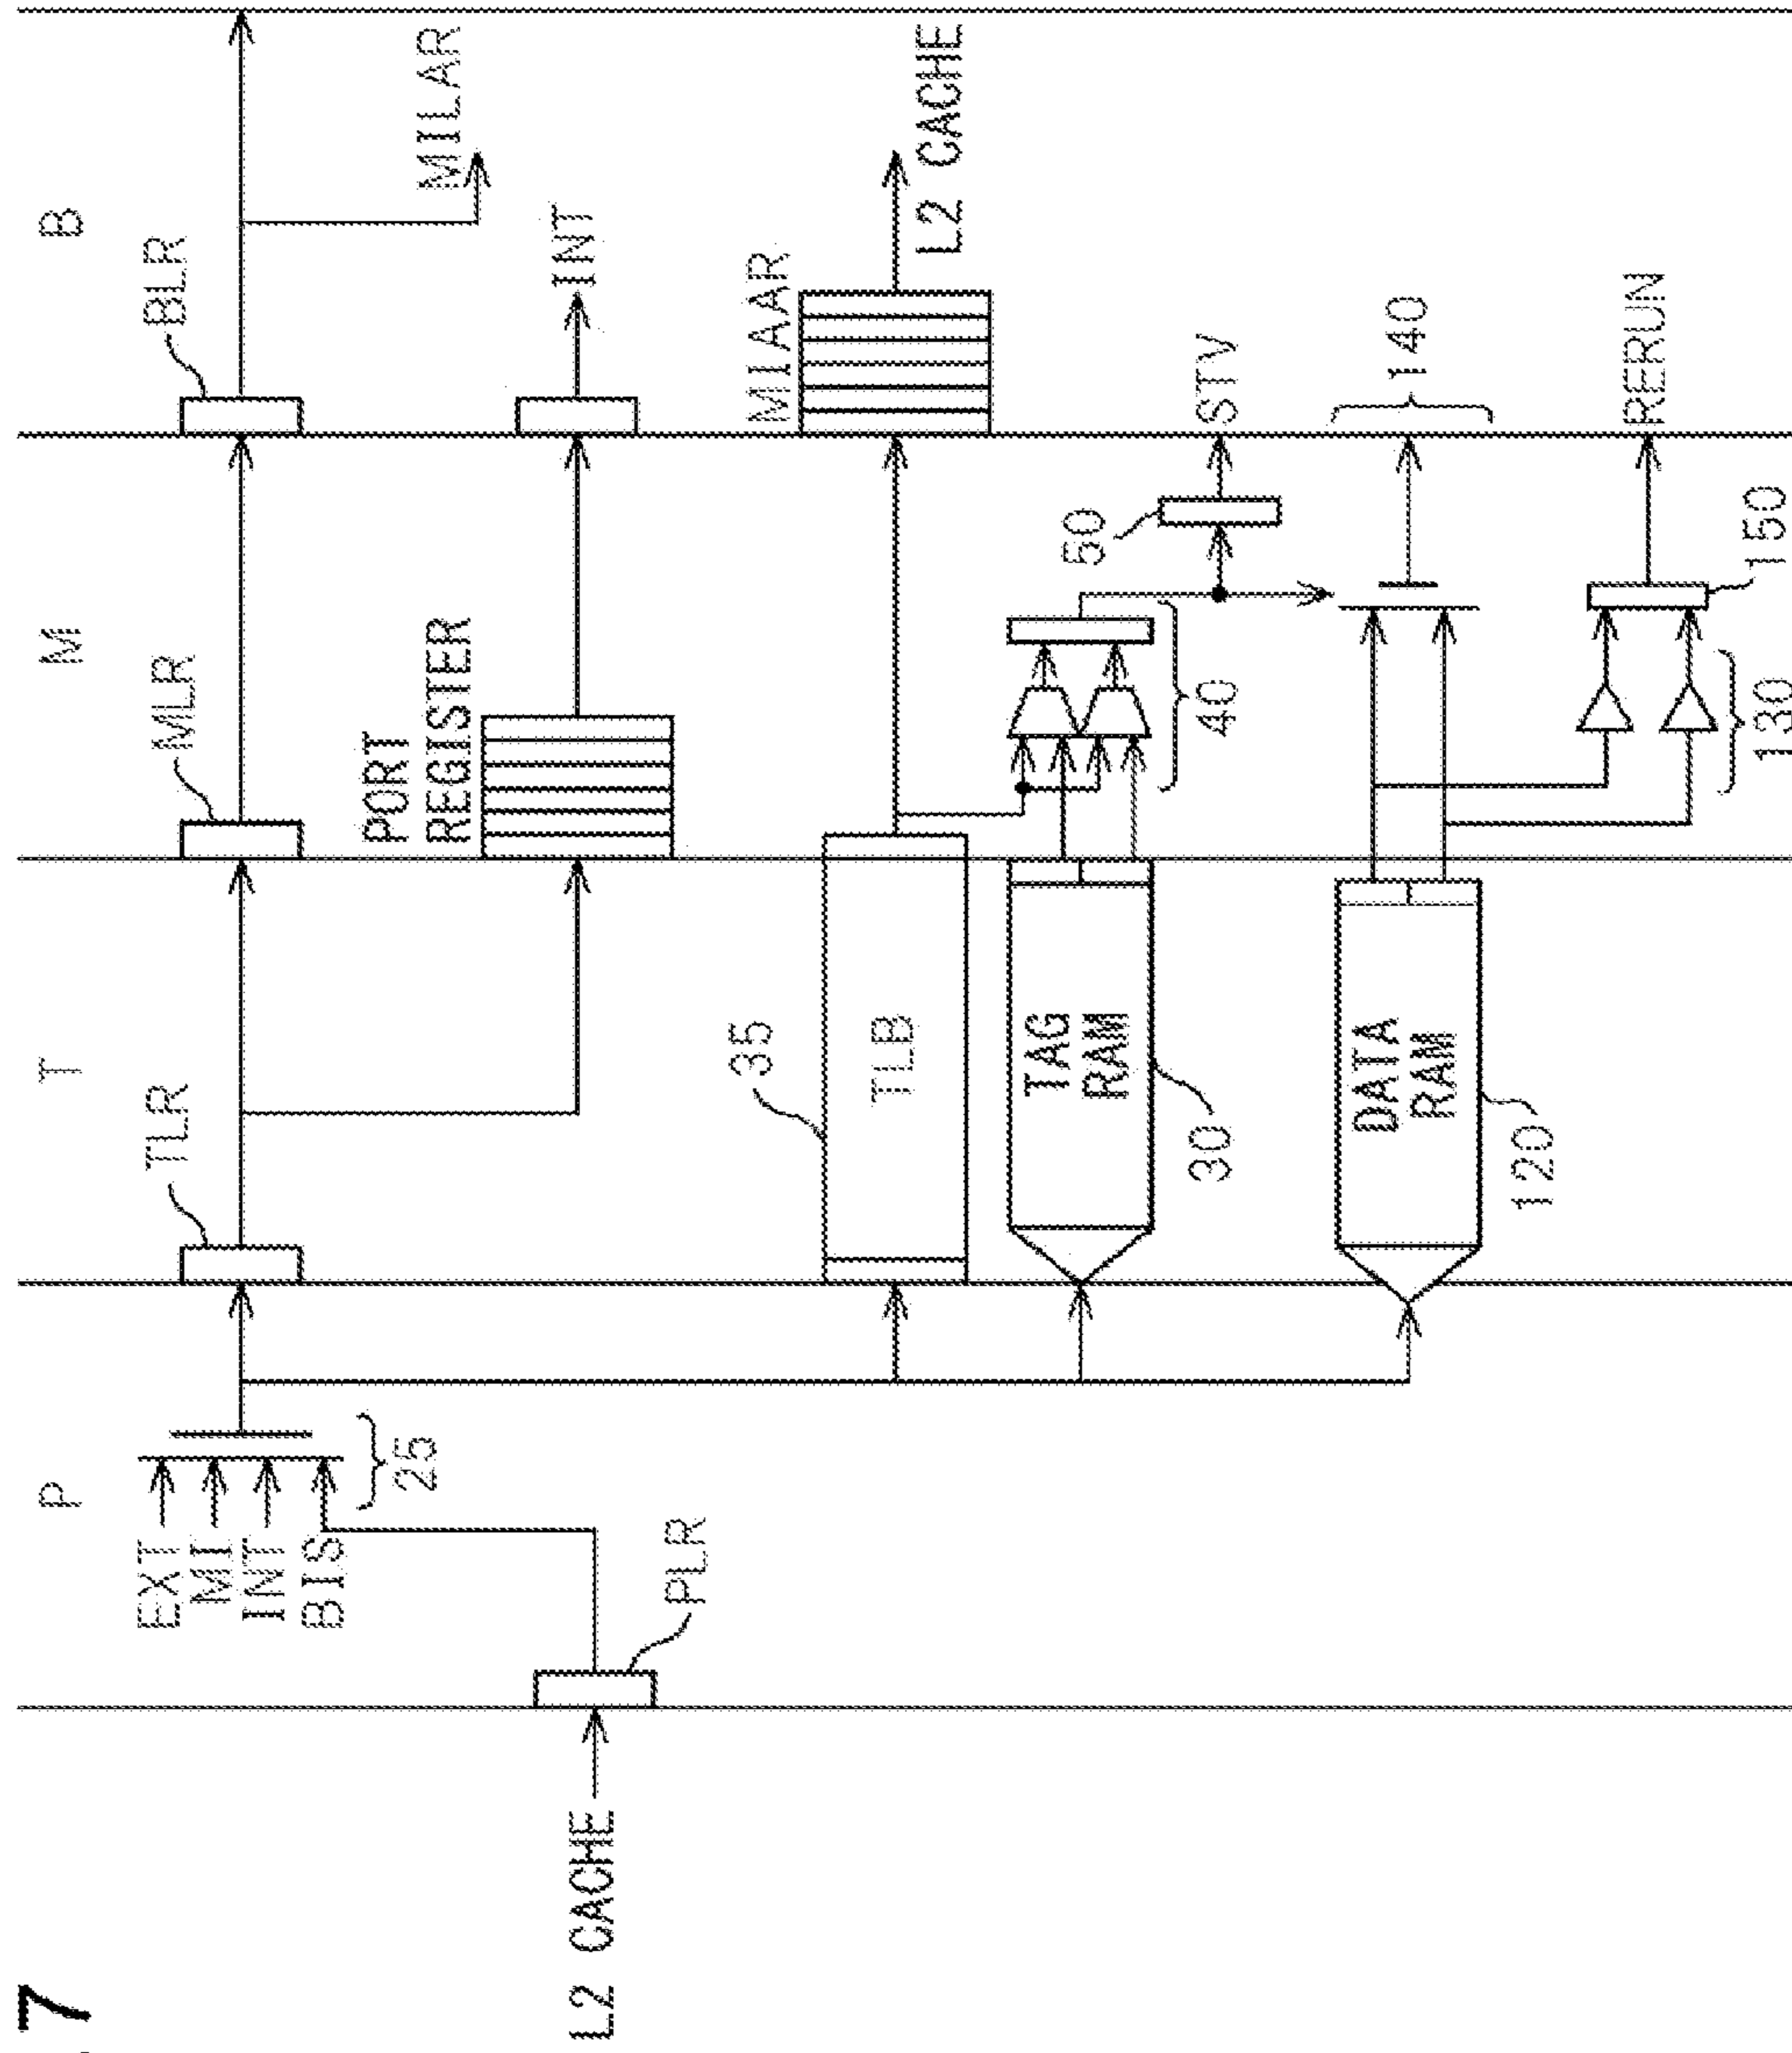 .7
P
T
M
B
L2 CACHE
PLR
EXT
MI
INT
BIS
25
TLR
MLR
BLR
MILAR
PORT
REGISTER
INT
35
TLB
MIAAR
L2 CACHE
TAG
RAM
30
40
50
STV
DATA
RAM
120
140
130
150
RERUN